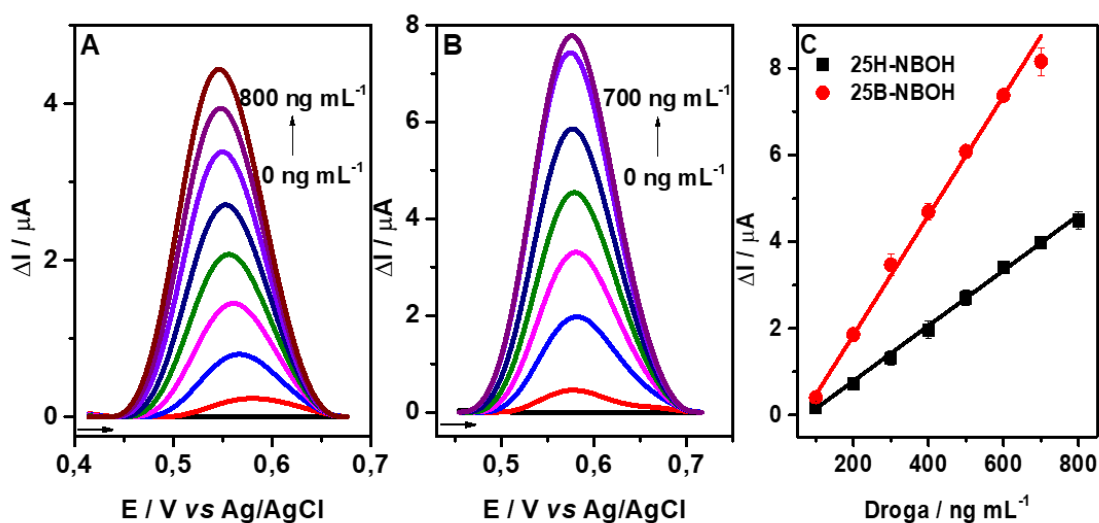 A
800 ng mL⁻¹
0 ng mL⁻¹
4
2
0
ΔI / µA
0,4 0,5 0,6 0,7
E / V vs Ag/AgCl
B
700 ng mL⁻¹
0 ng mL⁻¹
8
6
4
2
0
ΔI / µA
0,5 0,6 0,7
E / V vs Ag/AgCl
C
25H-NBOH
25B-NBOH
8
6
4
2
0
ΔI / µA
200 400 600 800
Droga / ng mL⁻¹